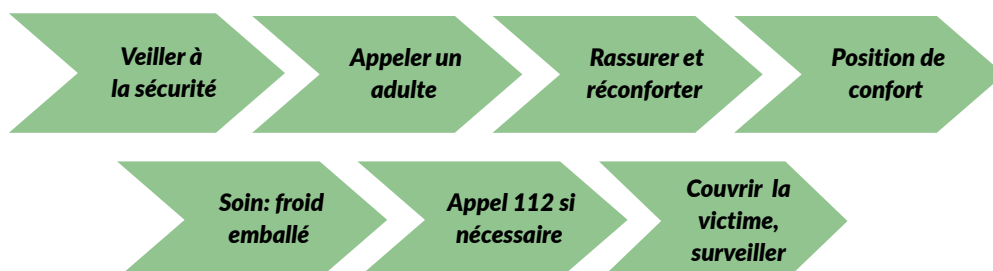 Veiller à
la sécurité
Appeler un
adulte
Rassurer et
réconforter
Position de
confort
Soin: froid
emballé
Appel 112 si
nécessaire
Couvrir la
victime,
surveiller